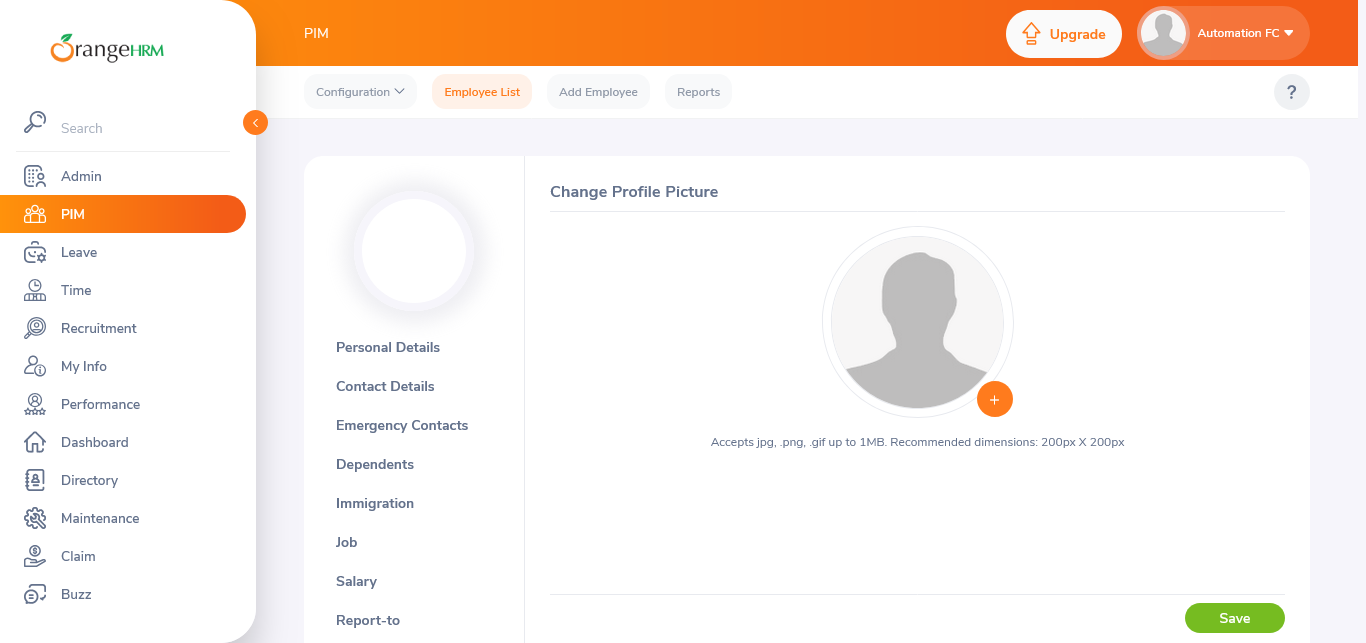 OrangeHRM
PIM
Upgrade
Automation FC
Configuration
Employee List
Add Employee
Reports
?
Search
Admin
PIM
Leave
Time
Recruitment
My Info
Performance
Dashboard
Directory
Maintenance
Claim
Buzz
Personal Details
Contact Details
Emergency Contacts
Dependents
Immigration
Job
Salary
Report-to
Change Profile Picture
+
Accepts jpg, .png, .gif up to 1MB. Recommended dimensions: 200px X 200px
Save